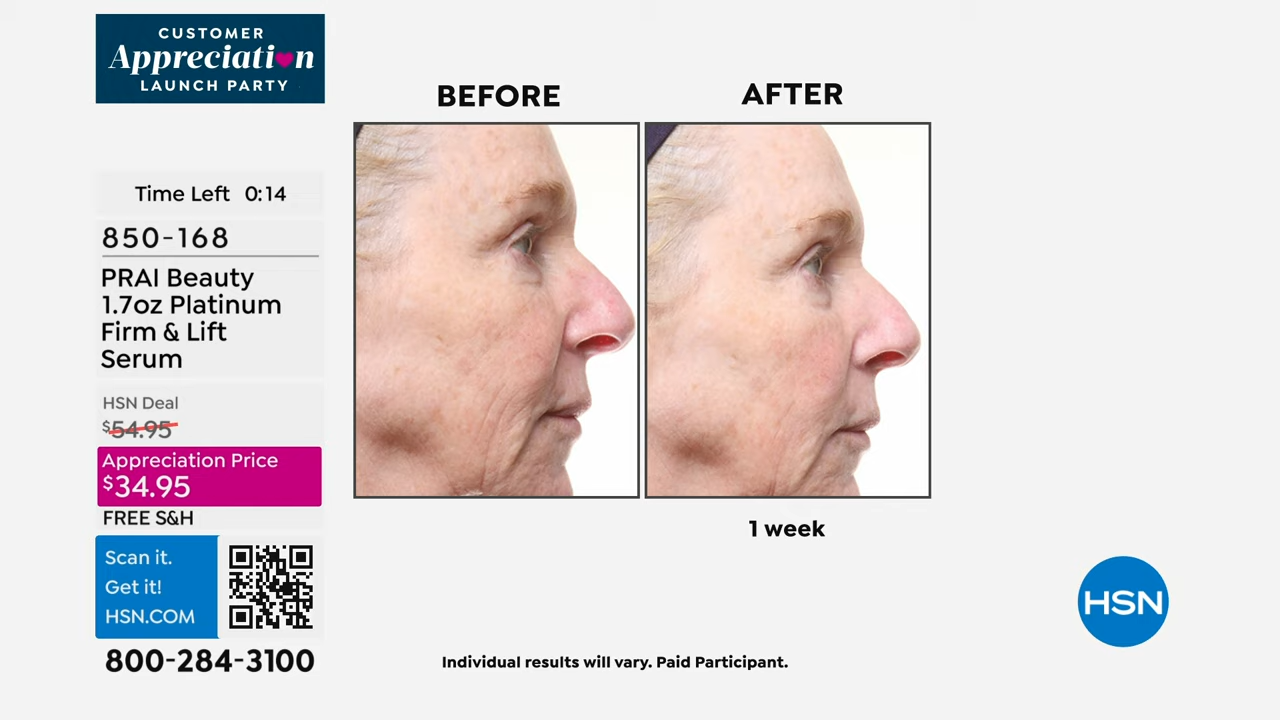 CUSTOMER
Appreciation
LAUNCH PARTY
Time Left 0:14
850-168
PRAI Beauty
1.7oz Platinum
Firm & Lift
Serum
HSN Deal
$54.95
Appreciation Price
$34.95
FREE S&H
Scan it.
Get it!
HSN.COM
800-284-3100
BEFORE
AFTER
1 week
Individual results will vary. Paid Participant.
HSN